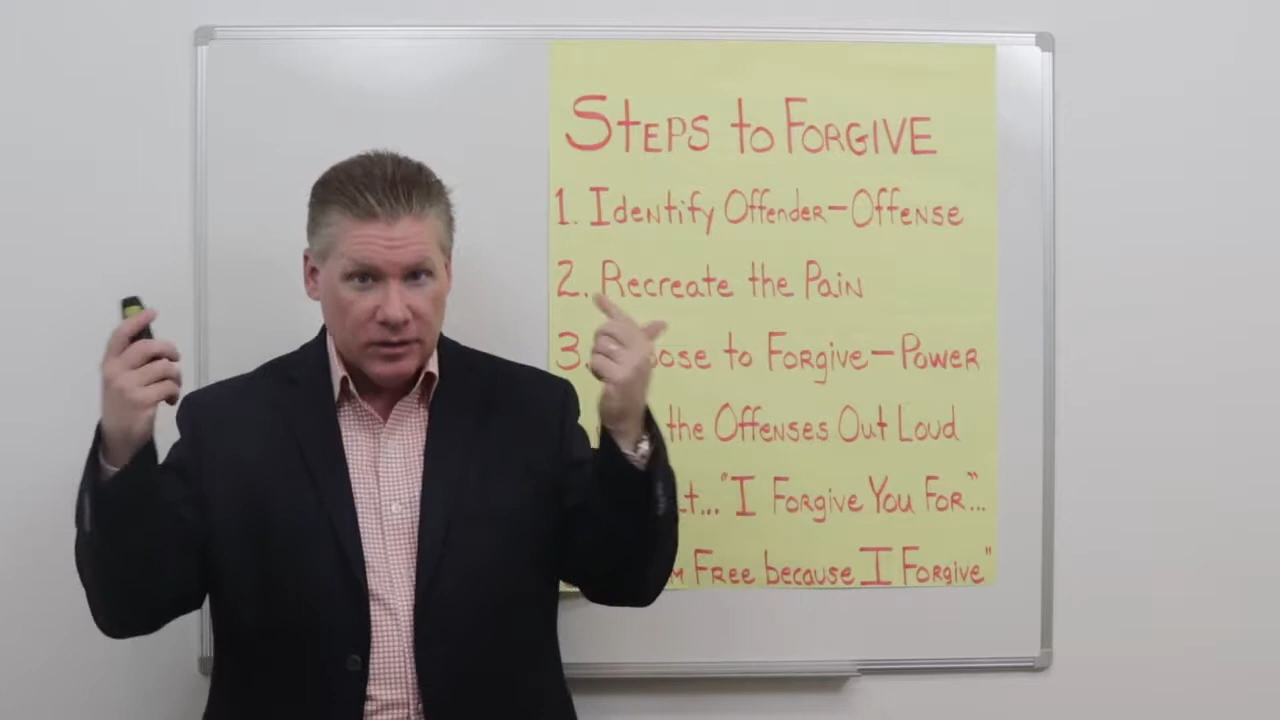 STEPS to FORGIVE
1. Identify Offender-Offense
2. Recreate the Pain
3. to Forgive-Power
the Offenses Out Loud
"I Forgive You For..."
Free because I Forgive"